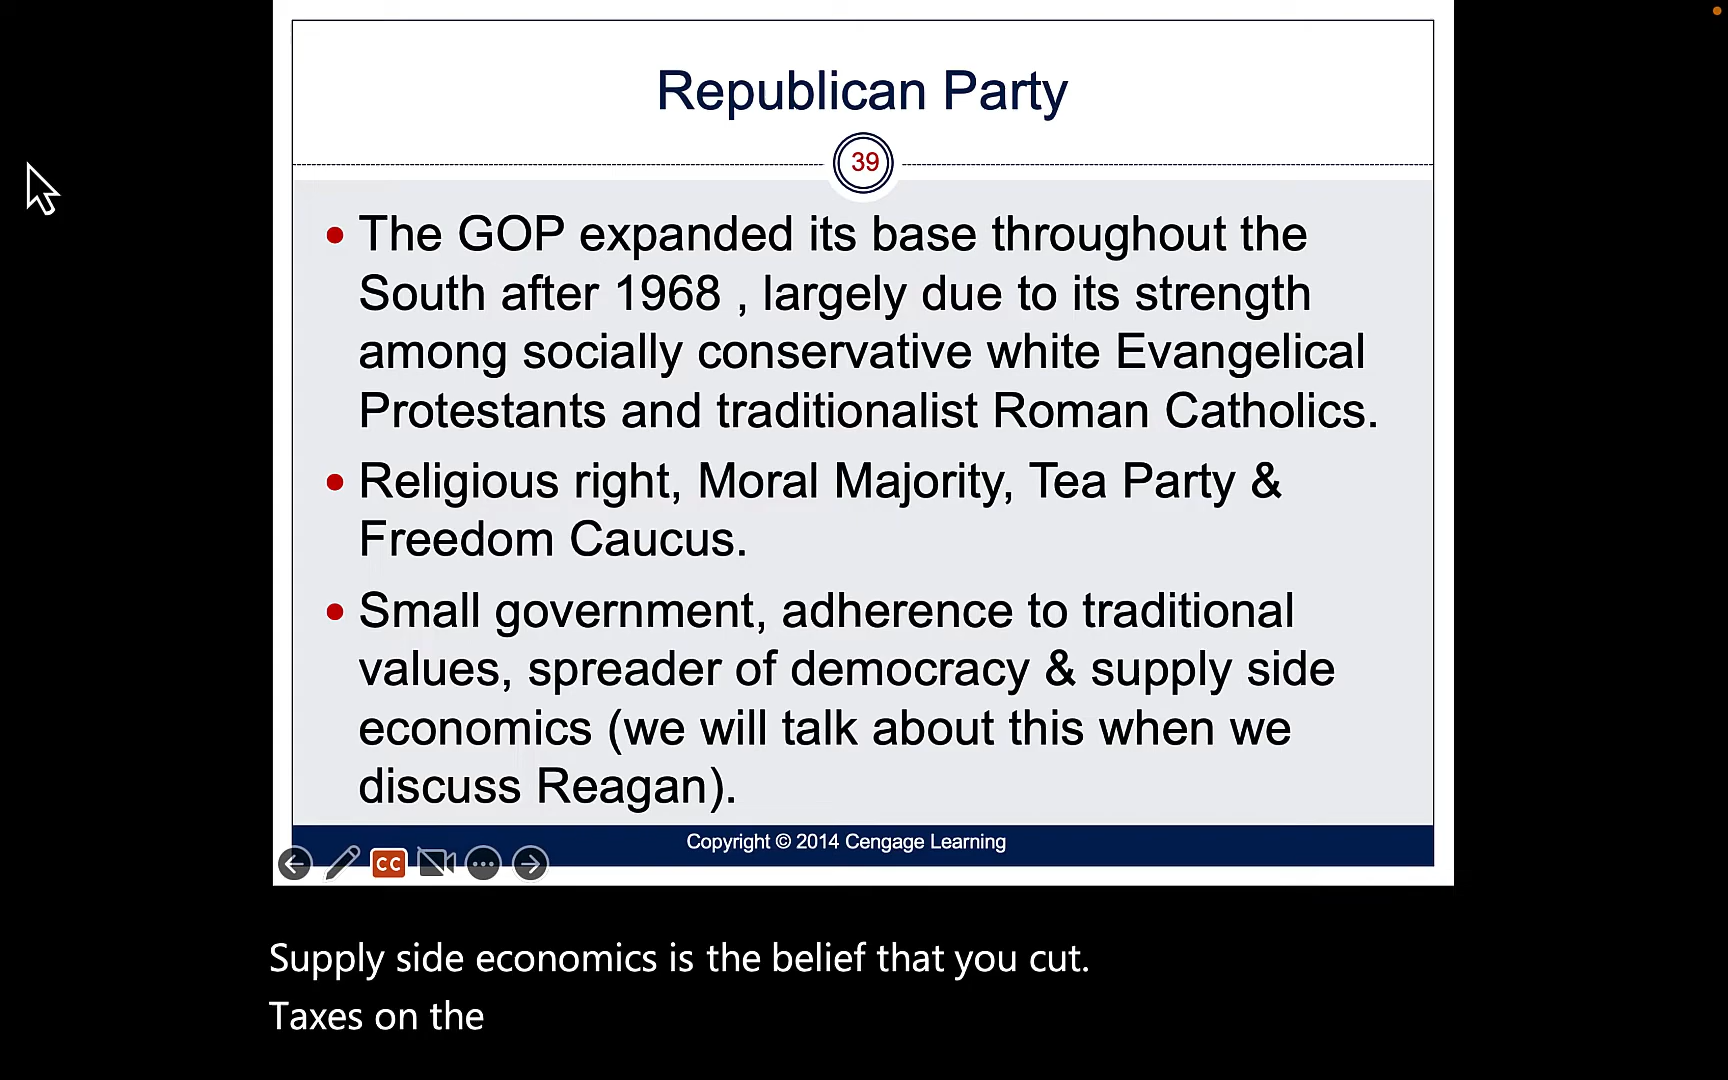 Republican Party
39
• The GOP expanded its base throughout the
South after 1968 , largely due to its strength
among socially conservative white Evangelical
Protestants and traditionalist Roman Catholics.
• Religious right, Moral Majority, Tea Party &
Freedom Caucus.
• Small government, adherence to traditional
values, spreader of democracy & supply side
economics (we will talk about this when we
discuss Reagan).
Copyright © 2014 Cengage Learning
CC
Supply side economics is the belief that you cut.
Taxes on the